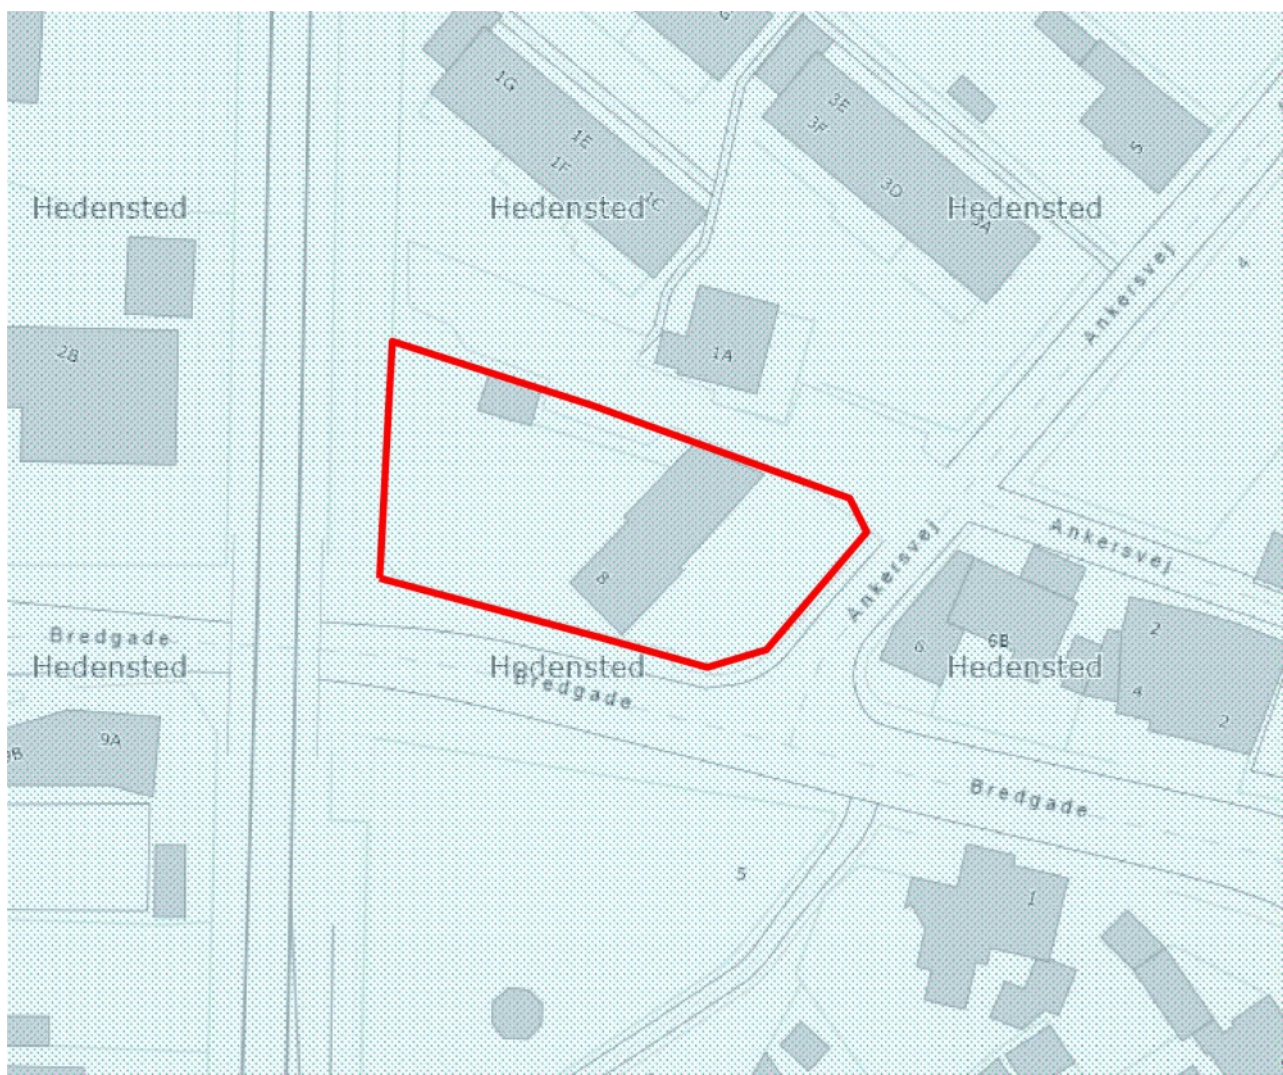 G
1G
3E
1E
3F
5
1F
3D
Hedensted
Hedensted
1C
Hedensted
3A
4
Ankersvej
2B
1A
Ankersvej
Ankersvej
8
Bredgade
6
6B
2
Hedensted
Hedensted
Hedensted
Bredgade
4
2
9A
9B
Bredgade
5
1